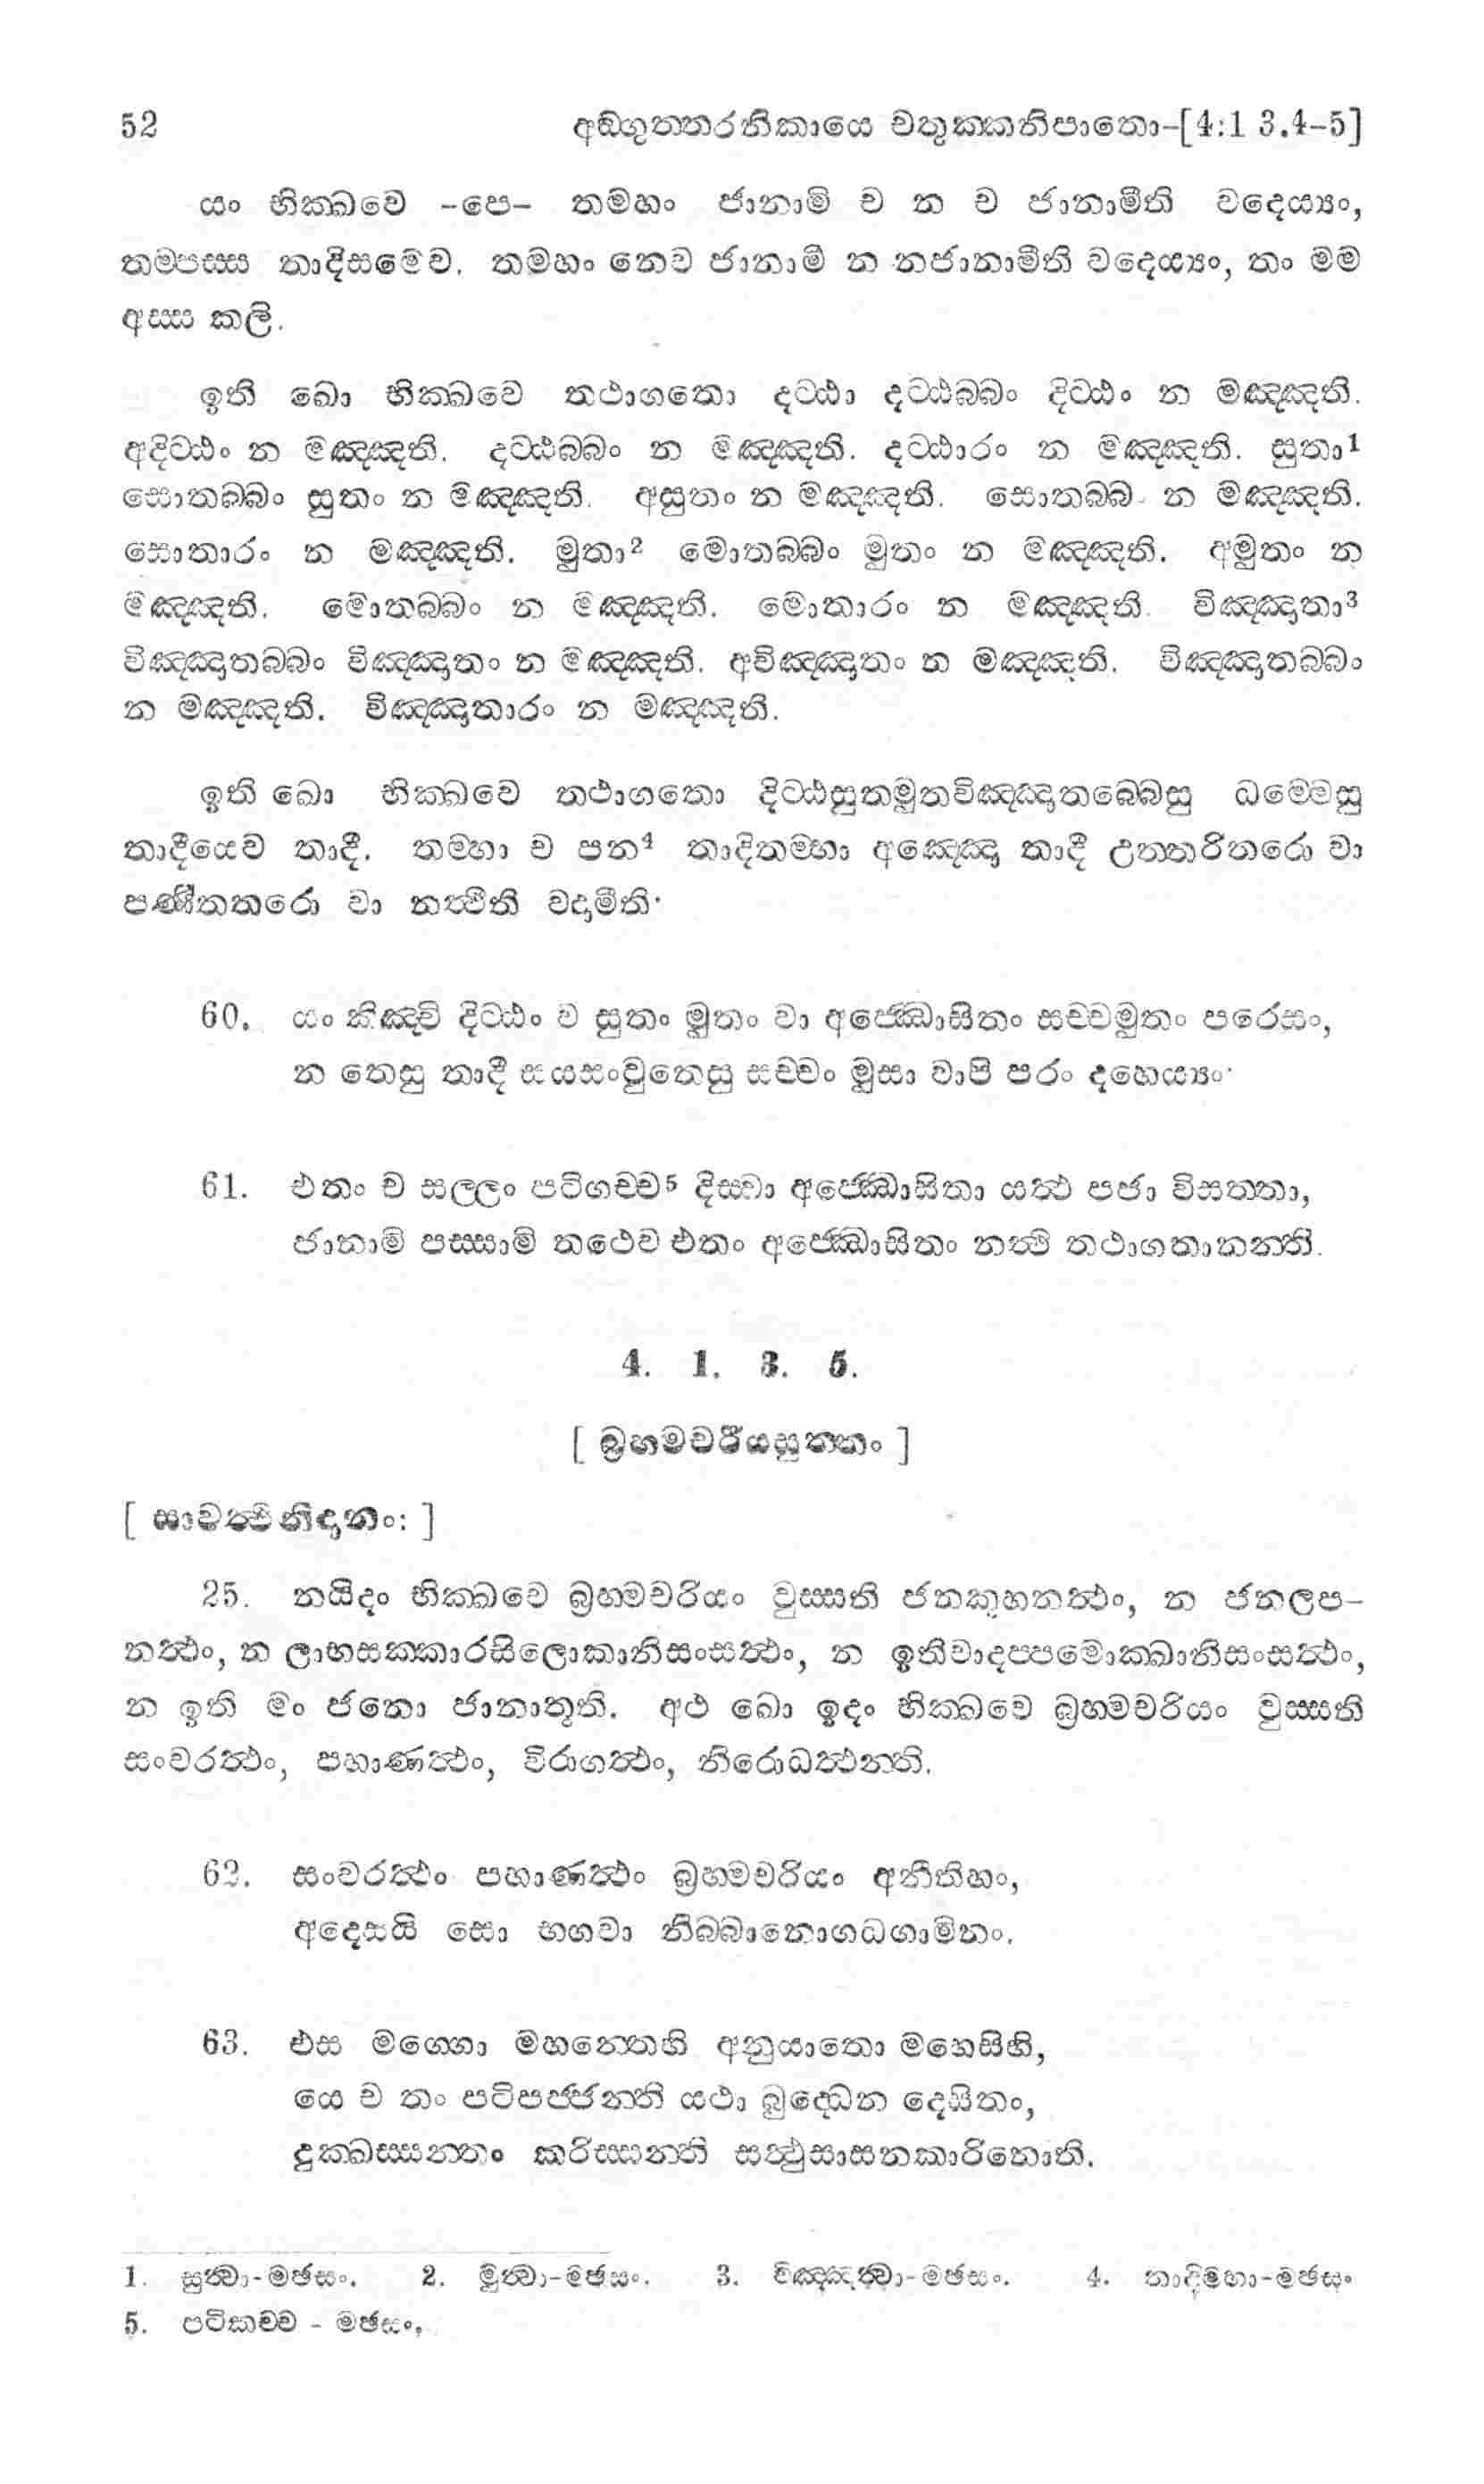 52 අඞ්ගුත්තරනිකායෙ චතුක්කනිපාතො-[4:1 3.4-5]
යං භික්ඛවෙ -පෙ- තමහං ජානාමි ච න ච ජානාමීති වදෙය්‍යං,
තම්පස්ස තාදිසමෙව. තමහං නෙව ජානාමි න නජානාමීති වදෙය්‍යං, තං මම
අස්ස කලි.
ඉති ඛො භික්ඛවෙ තථාගතො දට්ඨා දට්ඨබ්බං දිට්ඨං න මඤ්ඤති.
අදිට්ඨං න මඤ්ඤති. දට්ඨබ්බං න මඤ්ඤති. දට්ඨාරං න මඤ්ඤති. සුතා1
සොතබ්බං සුතං න මඤ්ඤති. අසුතං න මඤ්ඤති. සොතබ්බ න මඤ්ඤති.
සොතාරං න මඤ්ඤති. මුතා2 මොතබ්බං මුතං න මඤ්ඤති. අමුතං න
මඤ්ඤති. මොතබ්බං න මඤ්ඤති. මොතාරං න මඤ්ඤති. විඤ්ඤාතා3
විඤ්ඤාතබ්බං විඤ්ඤාතං න මඤ්ඤති. අවිඤ්ඤාතං න මඤ්ඤති. විඤ්ඤාතබ්බං
න මඤ්ඤති. විඤ්ඤාතාරං න මඤ්ඤති.
ඉති ඛො භික්ඛවෙ තථාගතො දිට්ඨසුතමුතවිඤ්ඤාතබ්බෙසු ධම්මෙසු
තාදීයෙව තාදී. තම්හා ච පන4 තාදිතම්හා අඤ්ඤො තාදී උත්තරිතරො වා
පණීතතරො වා නත්ථීති වදාමීති.
60. යං කිඤ්චි දිට්ඨං ව සුතං මුතං වා අජ්ඣොසිතං සච්චමුතං පරෙසං,
න තෙසු තාදී සයසංවුතෙසු සච්චං මුසා වාපි පරං දහෙය්‍යං.
61. එතං ච සල්ලං පටිගච්ච5 දිස්වා අජ්ඣොසිතා යත්ථ පජා විසත්තා,
ජානාමි පස්සාමි තථෙව එතං අජ්ඣොසිතං නත්ථි තථාගතානන්ති.
4. 1. 3. 5.
[ බ්‍රහ්මචරියසුත්තං ]
[ සාවත්ථිනිදානං: ]
25. නයිදං භික්ඛවෙ බ්‍රහ්මචරියං වුස්සති ජනකුහනත්ථං, න ජනලප-
නත්ථං, න ලාභසක්කාරසිලොකානිසංසත්ථං, න ඉතිවාදප්පමොක්ඛානිසංසත්ථං,
න ඉති මං ජනො ජානාතූති. අථ ඛො ඉදං භික්ඛවෙ බ්‍රහ්මචරියං වුස්සති
සංවරත්ථං, පහාණත්ථං, විරාගත්ථං, නිරොධත්ථන්ති.
62. සංවරත්ථං පහාණත්ථං බ්‍රහ්මචරියං අනීතිහං,
අදෙසයි සො භගවා නිබ්බානොගධගාමිනං.
63. එස මග්ගො මහන්තෙහි අනුයාතො මහෙසිහි,
යෙ ච තං පටිපජ්ජන්ති යථා බුද්ධෙන දෙසිතං,
දුක්ඛස්සන්තං කරිස්සන්ති සත්ථුසාසනකාරිනොති.
1. සුත්වා-මඡසං. 2. මුත්වා-මඡසං. 3. විඤ්ඤත්වා-මඡසං. 4. තාදිම්හා-මඡසං
5. පටිකච්ච - මඡසං,